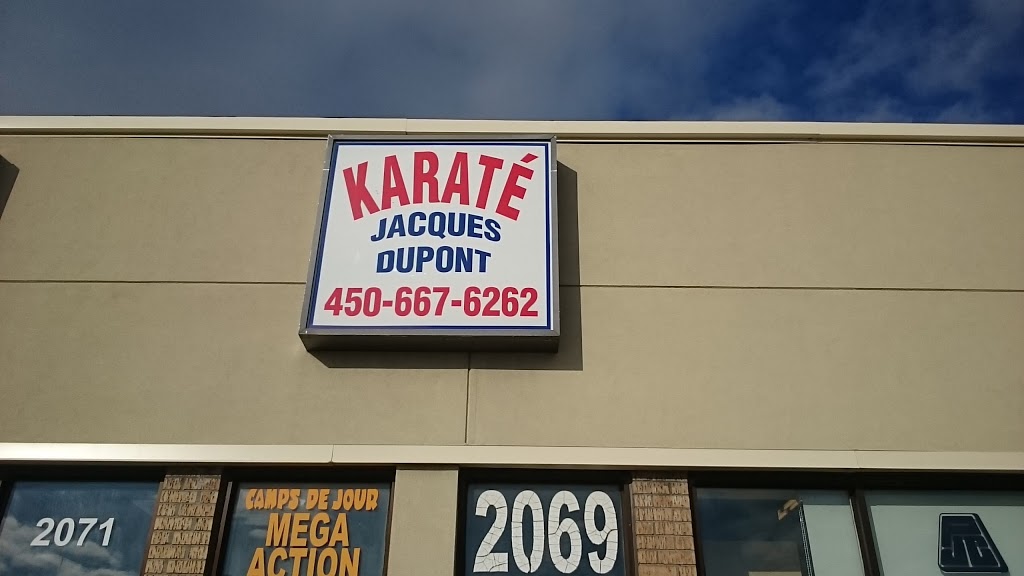 KARATÉ
JACQUES
DUPONT
450-667-6262
2071
CAMPS DE JOUR
MEGA
ACTION
2069